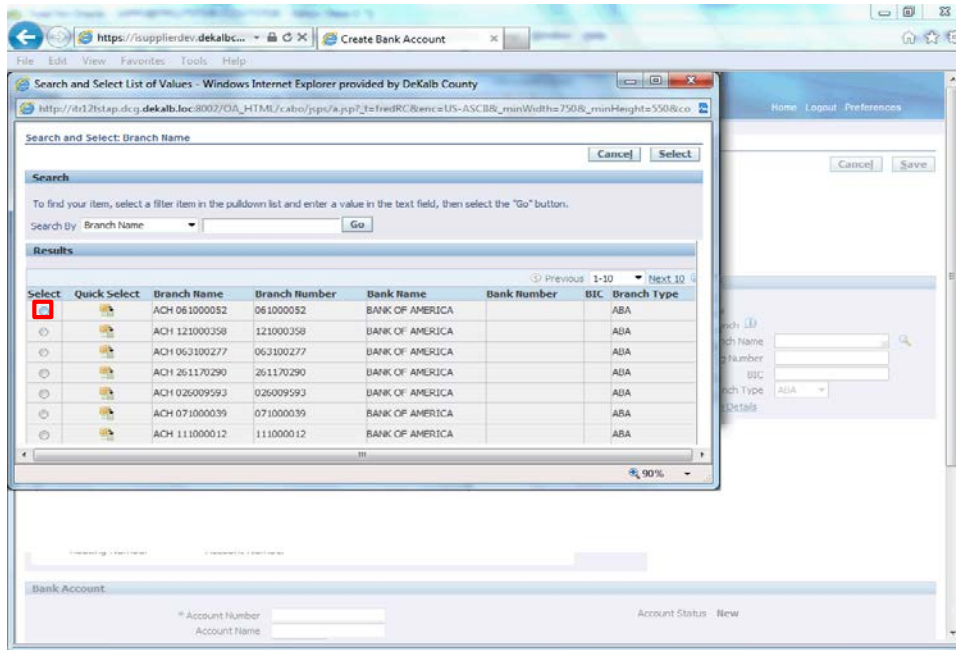 https://isupplierdev.dekalbc...
Create Bank Account
File Edit View Favorites Tools Help
Search and Select List of Values - Windows Internet Explorer provided by DeKalb County
Home Logout Preferences
Search and Select: Branch Name
Cancel Select
Cancel Save
Search
To find your item, select a filter item in the pulldown list and enter a value in the text field, then select the "Go" button.
Search By Branch Name Go
Results
Previous 1-10 Next 10
Select Quick Select Branch Name Branch Number Bank Name Bank Number BIC Branch Type
ACH 061000052 061000052 BANK OF AMERICA ABA
ACH 121000358 121000358 BANK OF AMERICA ABA
ACH 063100277 063100277 BANK OF AMERICA ABA
ACH 261170290 261170290 BANK OF AMERICA ABA
ACH 026009593 026009593 BANK OF AMERICA ABA
ACH 071000039 071000039 BANK OF AMERICA ABA
ACH 111000012 111000012 BANK OF AMERICA ABA
Name
Number
BIC
Type ABA
Details
90%
Bank Account
* Account Number
Account Status New
Account Name